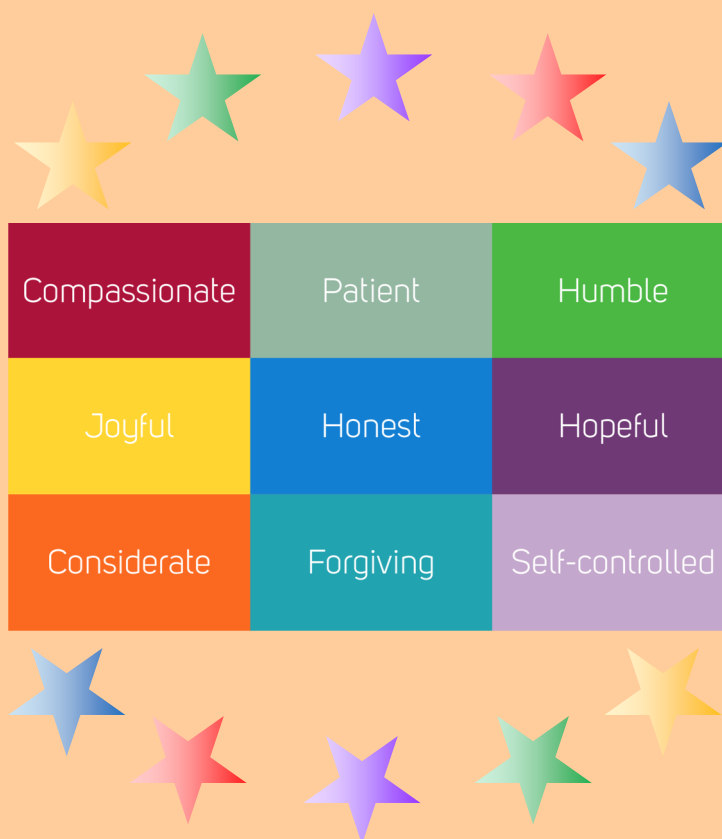 Compassionate
Patient
Humble
Joyful
Honest
Hopeful
Considerate
Forgiving
Self-controlled